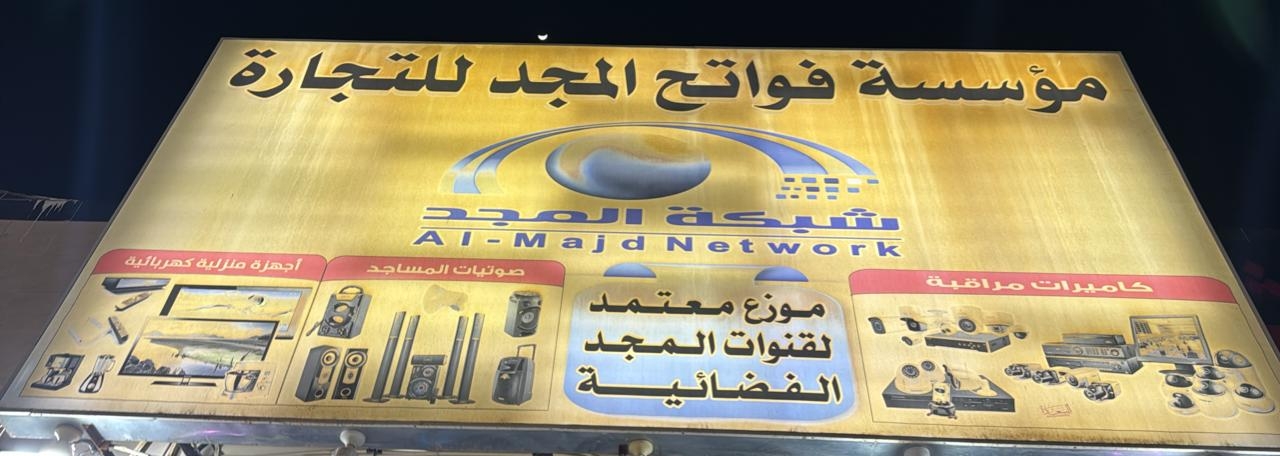 مؤسسة فواتح المجد للتجارة
شبكة المجد
Al-Majd Network
كاميرات مراقبة
موزع معتمد
لقنوات المجد
الفضائية
صوتيات المساجد
أجهزة منزلية كهربائية